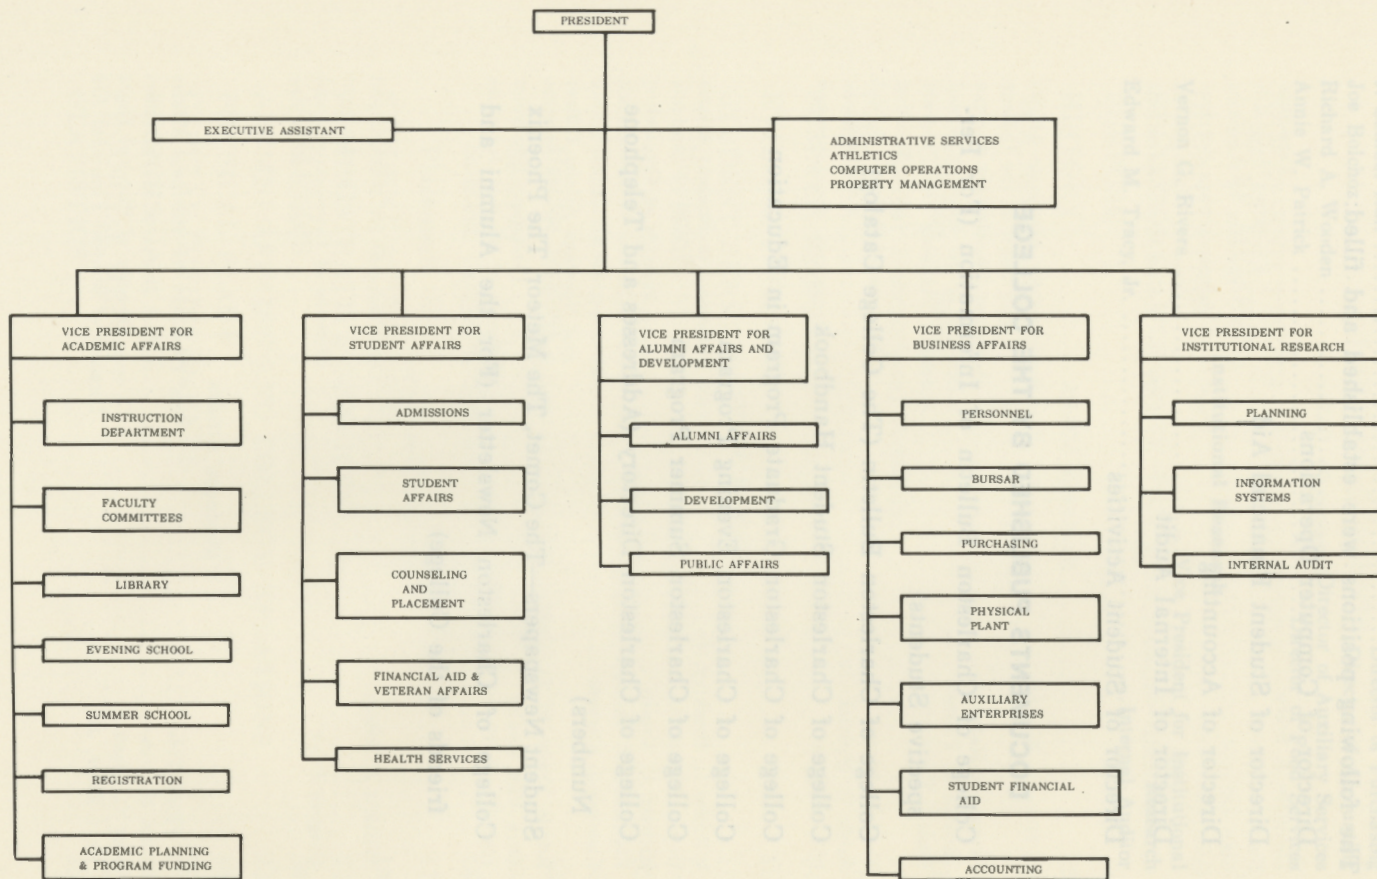 PRESIDENT
EXECUTIVE ASSISTANT
ADMINISTRATIVE SERVICES
ATHLETICS
COMPUTER OPERATIONS
PROPERTY MANAGEMENT
VICE PRESIDENT FOR
ACADEMIC AFFAIRS
INSTRUCTION
DEPARTMENT
FACULTY
COMMITTEES
LIBRARY
EVENING SCHOOL
SUMMER SCHOOL
REGISTRATION
ACADEMIC PLANNING
& PROGRAM FUNDING
VICE PRESIDENT FOR
STUDENT AFFAIRS
ADMISSIONS
STUDENT
AFFAIRS
COUNSELING
AND
PLACEMENT
FINANCIAL AID &
VETERAN AFFAIRS
HEALTH SERVICES
VICE PRESIDENT FOR
ALUMNI AFFAIRS AND
DEVELOPMENT
ALUMNI AFFAIRS
DEVELOPMENT
PUBLIC AFFAIRS
VICE PRESIDENT FOR
BUSINESS AFFAIRS
PERSONNEL
BURSAR
PURCHASING
PHYSICAL
PLANT
AUXILIARY
ENTERPRISES
STUDENT FINANCIAL
AID
ACCOUNTING
VICE PRESIDENT FOR
INSTITUTIONAL RESEARCH
PLANNING
INFORMATION
SYSTEMS
INTERNAL AUDIT